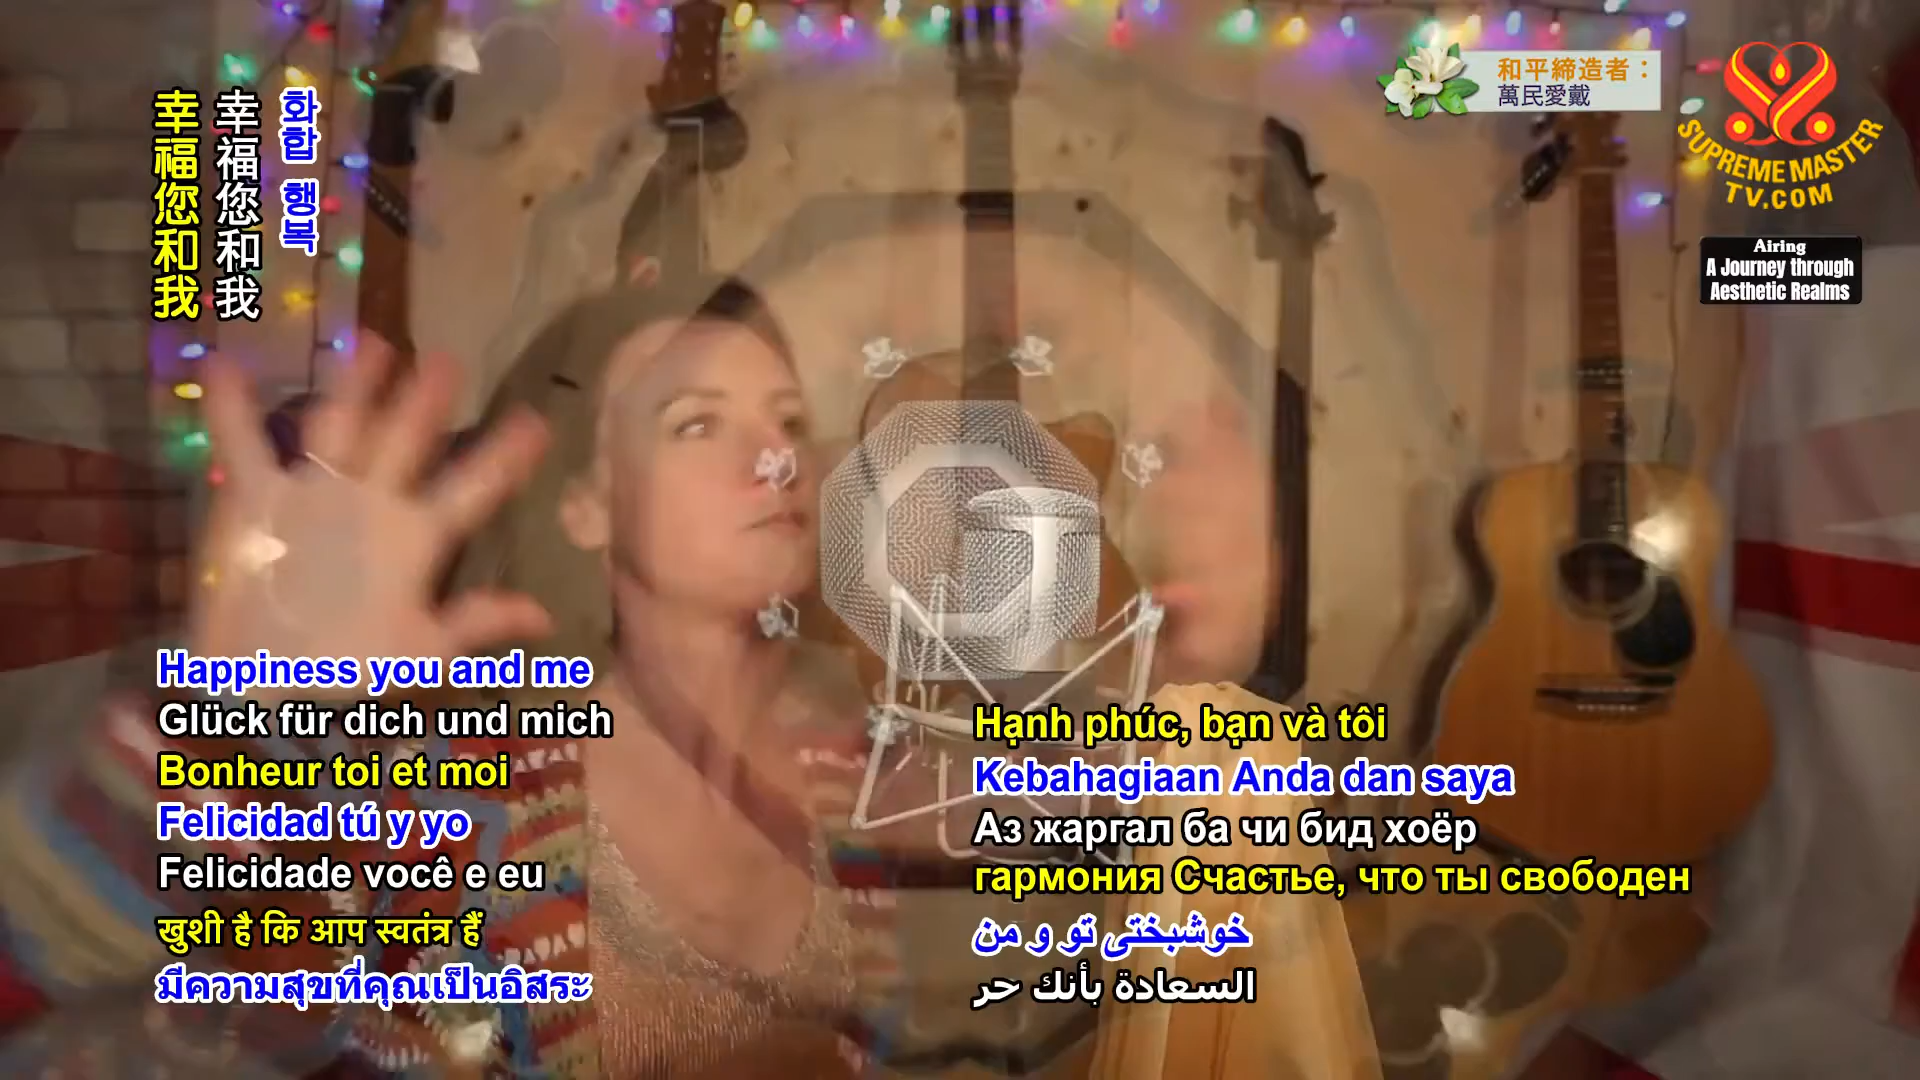 幸福您和我
幸福您和我
화합 행복
和平締造者：
萬民愛戴
SUPREME MASTER
TV.COM
Airing
A Journey through
Aesthetic Realms
Happiness you and me
Glück für dich und mich
Bonheur toi et moi
Felicidad tú y yo
Felicidade você e eu
खुशी है कि आप स्वतंत्र हैं
มีความสุขที่คุณเป็นอิสระ
Hạnh phúc, bạn và tôi
Kebahagiaan Anda dan saya
Аз жаргал ба чи бид хоёр
гармония Счастье, что ты свободен
خوشبختی تو و من
السعادة بأنك حر